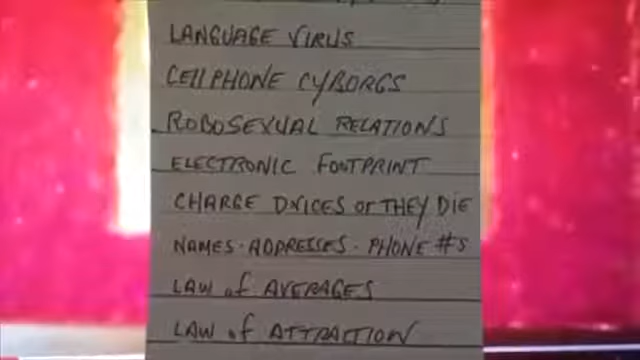 LANGUAGE VIRUS
CELLPHONE CYBORGS
ROBOSEXUAL RELATIONS
ELECTRONIC FOOTPRINT
CHARGE DVICES or THEY DIE
NAMES · ADDRESSES · PHONE #S
LAW of AVERAGES
LAW of ATTRACTION